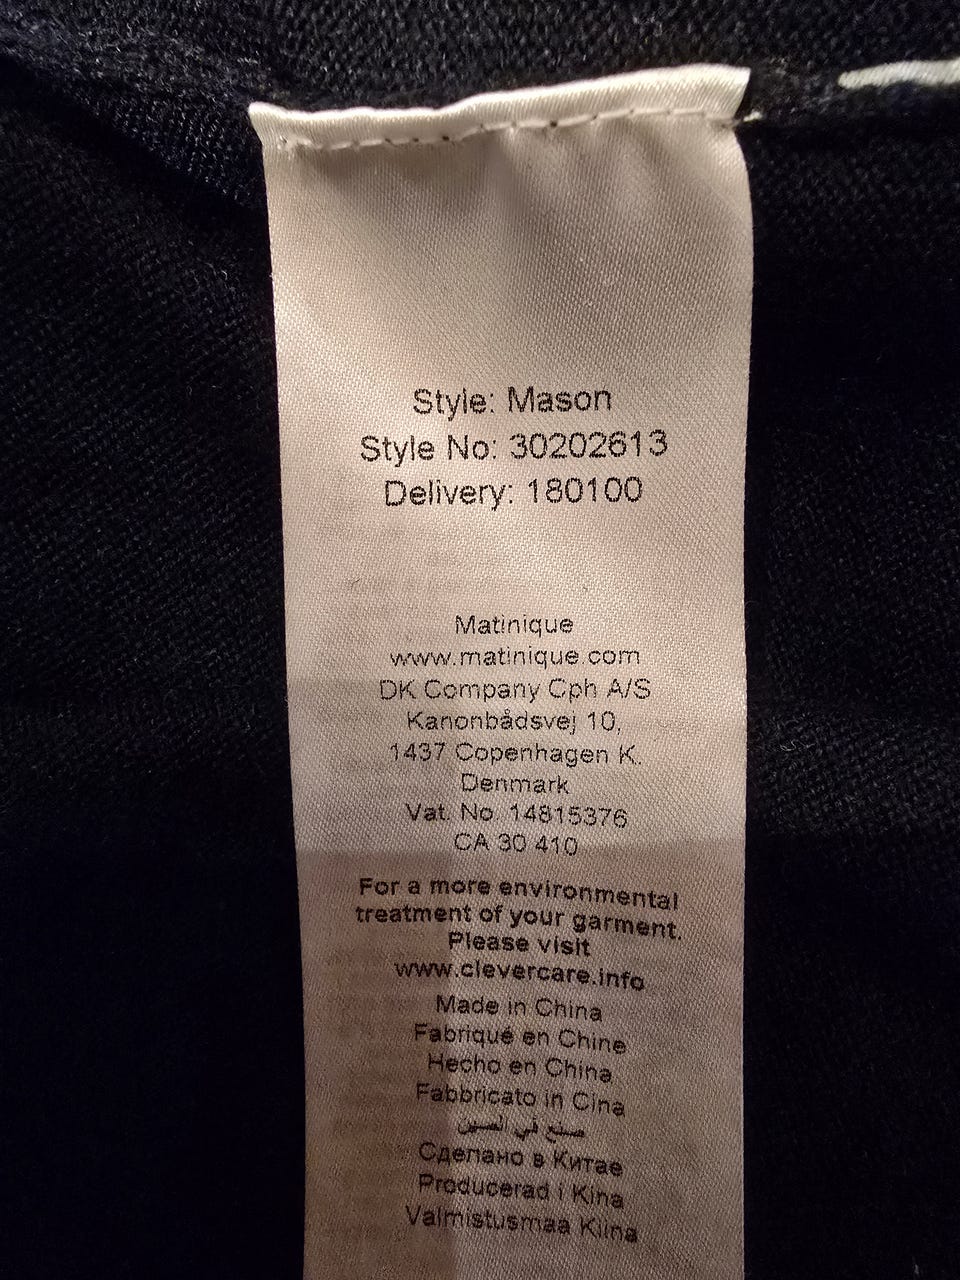 Style: Mason
Style No: 30202613
Delivery: 180100
Matinique
www.matinique.com
DK Company Cph A/S
Kanonbådsvej 10,
1437 Copenhagen K.
Denmark
Vat. No. 14815376
CA 30 410
For a more environmental
treatment of your garment.
Please visit
www.clevercare.info
Made in China
Fabriqué en Chine
Hecho en China
Fabbricato in Cina
صنع في الصين
Сделано в Китае
Producerad i Kina
Valmistusmaa Kiina